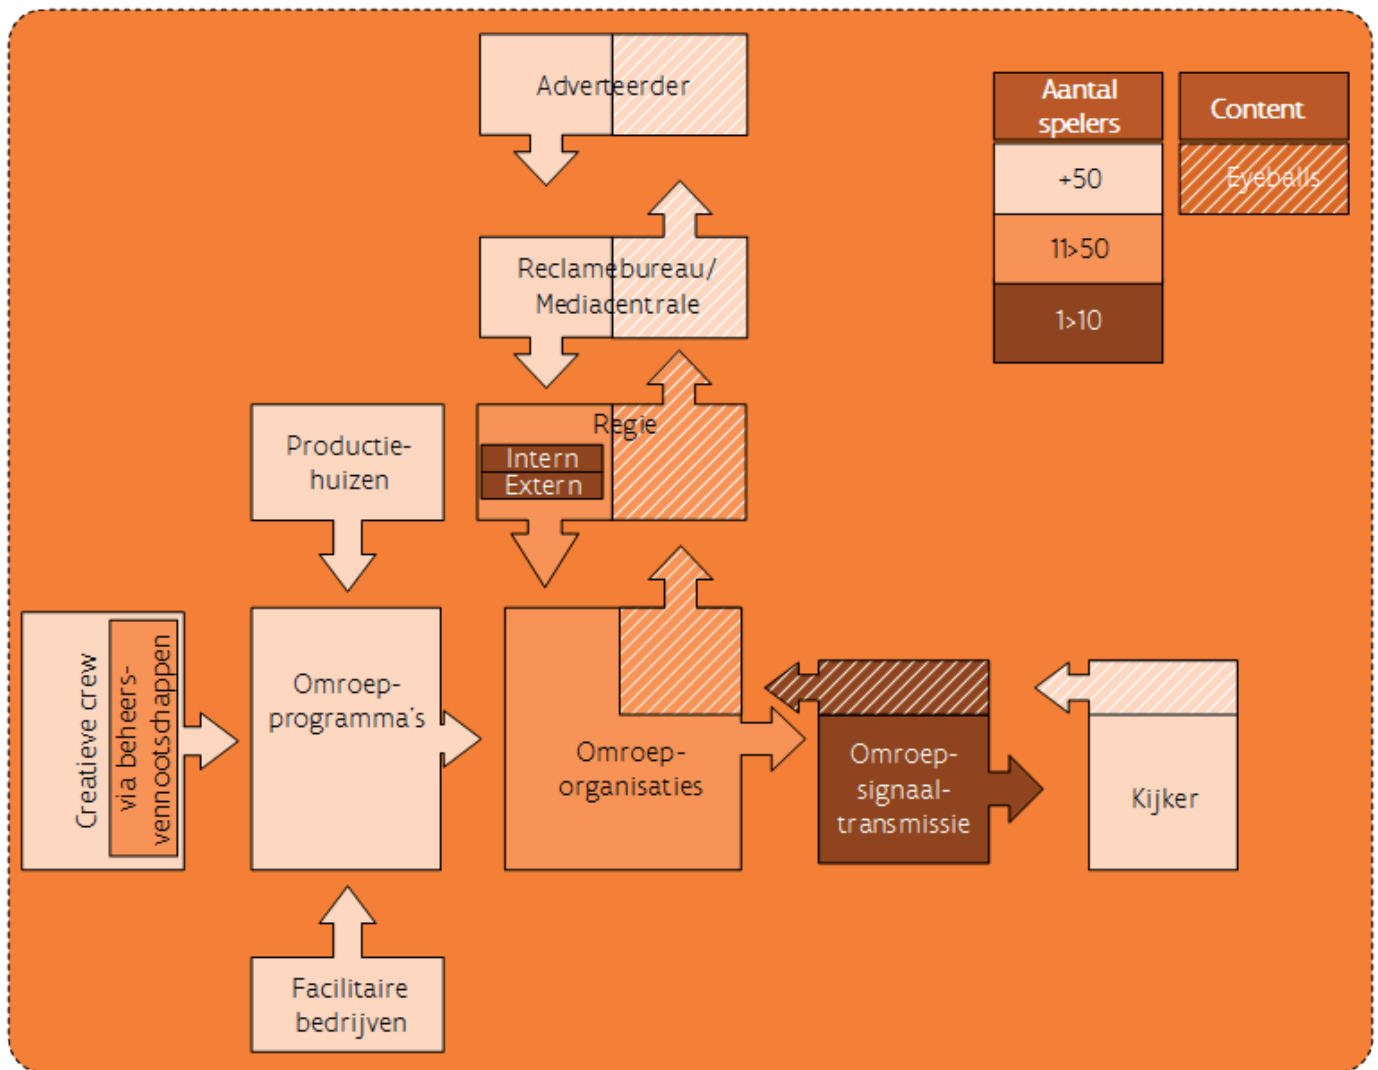 Adverteerder
Aantal
spelers
Content
+50
Eyeballs
11>50
1>10
Reclamebureau/
Mediacentrale
Regie
Intern
Extern
Productie-
huizen
Creatieve crew
via beheers-
vennootschappen
Omroep-
programma's
Omroep-
organisaties
Omroep-
signaal-
transmissie
Kijker
Facilitaire
bedrijven